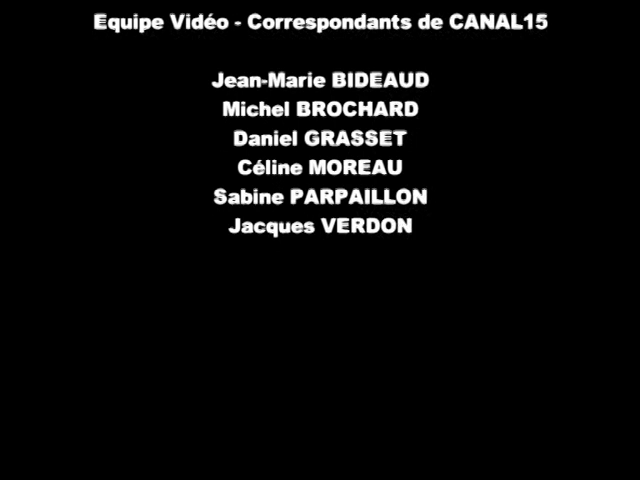 Equipe Vidéo - Correspondants de CANAL15
Jean-Marie BIDEAUD
Michel BROCHARD
Daniel GRASSET
Céline MOREAU
Sabine PARPAILLON
Jacques VERDON